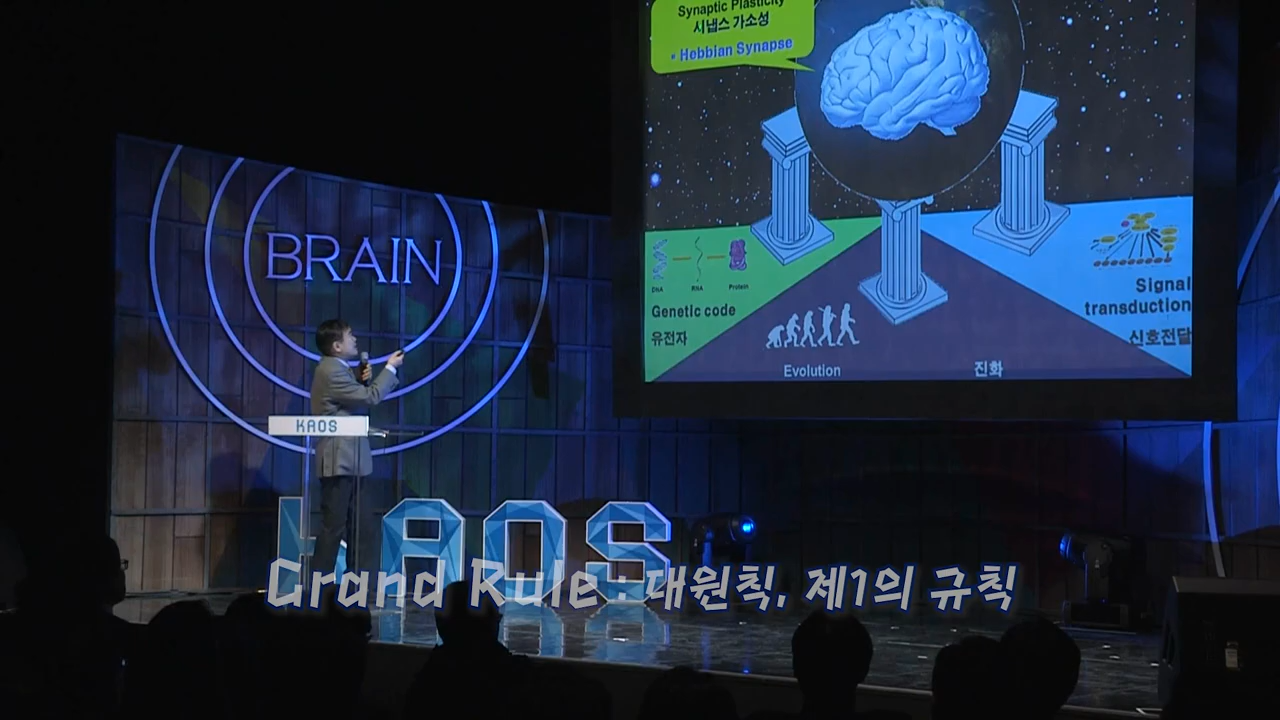 Synaptic Plasticity
시냅스 가소성
• Hebbian Synapse
BRAIN
DNA
RNA
Protein
Genetic code
유전자
Signal
transduction
신호전달
Evolution
진화
KAOS
KAOS
Grand Rule : 대원칙, 제1의 규칙